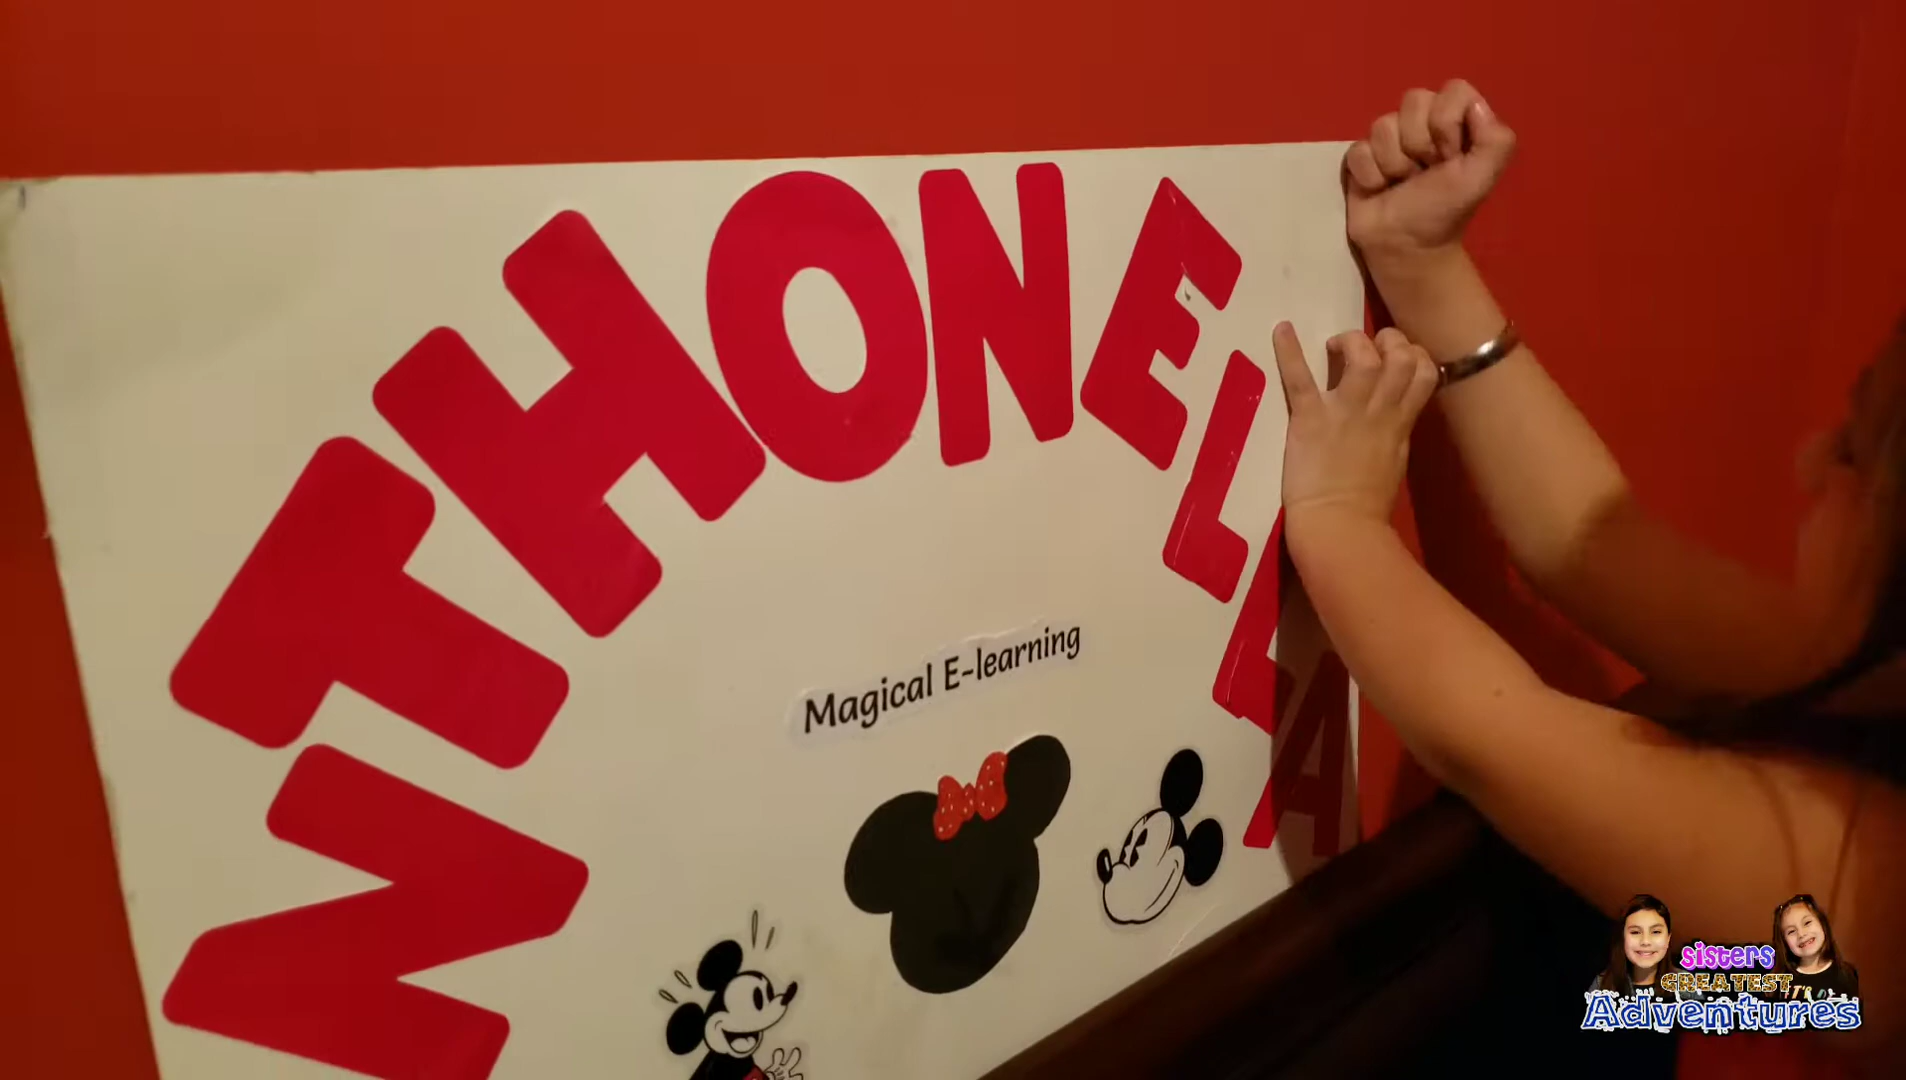 NTHONELLA
Magical E-learning
sisters
GREATEST
Adventures